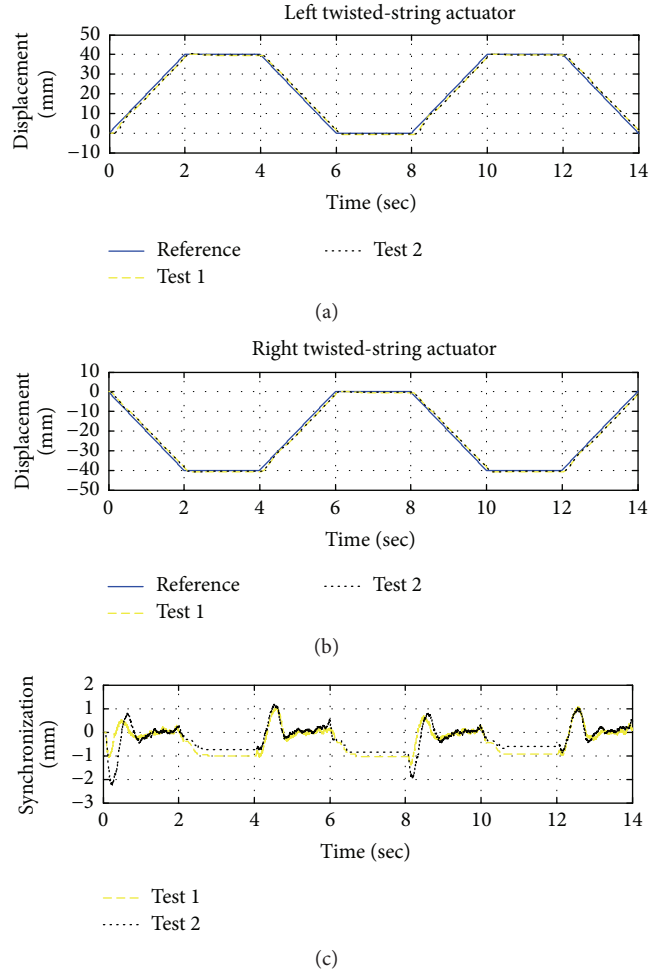 Left twisted-string actuator
50
40
30
20
10
0
−10
Displacement
(mm)
0 2 4 6 8 10 12 14
Time (sec)
Reference Test 2
Test 1
(a)
Right twisted-string actuator
10
0
−10
−20
−30
−40
−50
Displacement
(mm)
0 2 4 6 8 10 12 14
Time (sec)
Reference Test 2
Test 1
(b)
2
1
0
−1
−2
−3
Synchronization
(mm)
0 2 4 6 8 10 12 14
Time (sec)
Test 1
Test 2
(c)